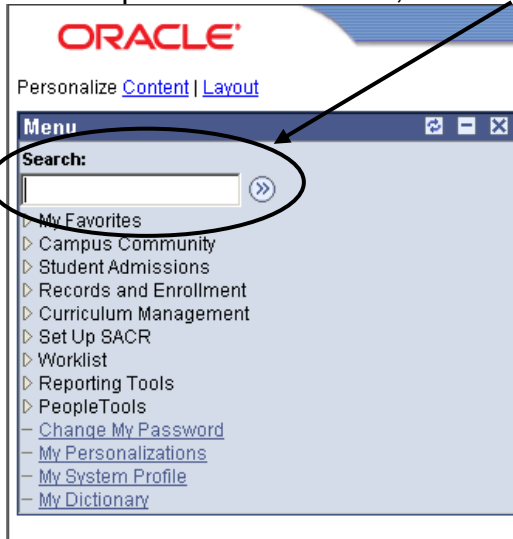 ORACLE
Personalize Content | Layout
Menu
Search:
My Favorites
Campus Community
Student Admissions
Records and Enrollment
Curriculum Management
Set Up SACR
Worklist
Reporting Tools
PeopleTools
– Change My Password
– My Personalizations
– My System Profile
– My Dictionary